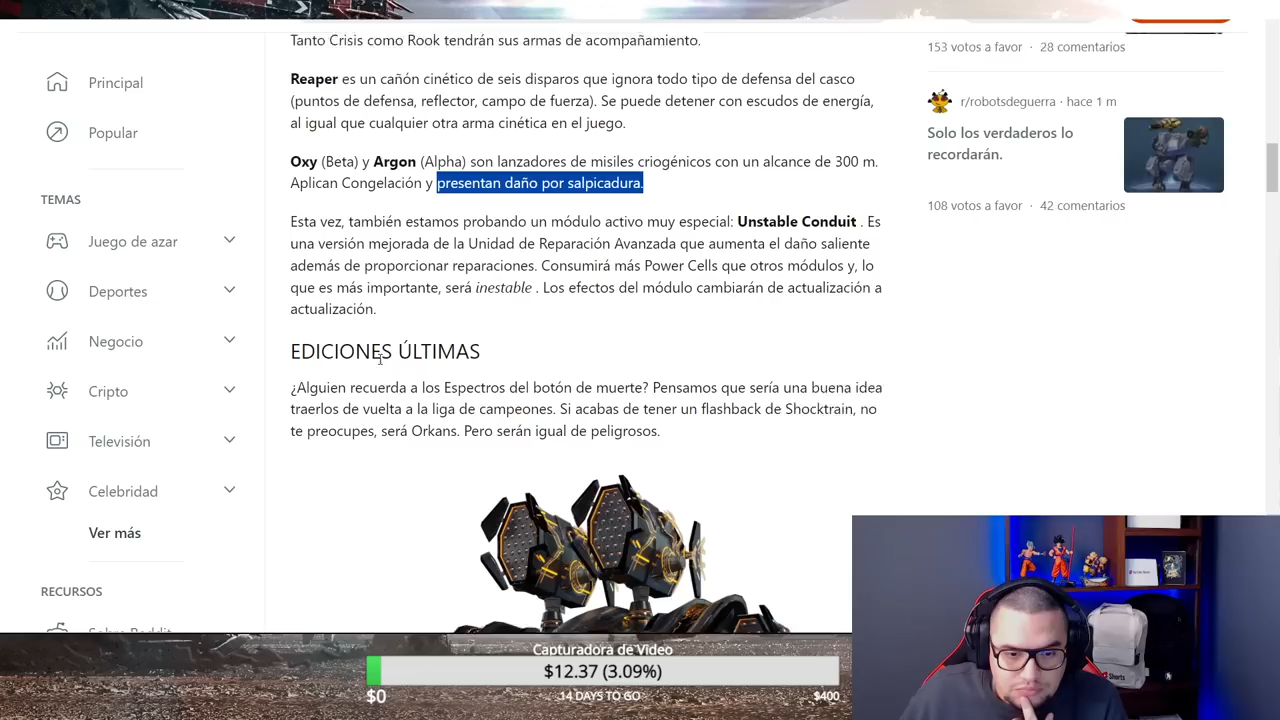 Tanto Crisis como Rook tendrán sus armas de acompañamiento.
Reaper es un cañón cinético de seis disparos que ignora todo tipo de defensa del casco
(puntos de defensa, reflector, campo de fuerza). Se puede detener con escudos de energía,
al igual que cualquier otra arma cinética en el juego.
Oxy (Beta) y Argon (Alpha) son lanzadores de misiles criogénicos con un alcance de 300 m.
Aplican Congelación y presentan daño por salpicadura.
Esta vez, también estamos probando un módulo activo muy especial: Unstable Conduit . Es
una versión mejorada de la Unidad de Reparación Avanzada que aumenta el daño saliente
además de proporcionar reparaciones. Consumirá más Power Cells que otros módulos y, lo
que es más importante, será inestable . Los efectos del módulo cambiarán de actualización a
actualización.
EDICIONES ÚLTIMAS
¿Alguien recuerda a los Espectros del botón de muerte? Pensamos que sería una buena idea
traerlos de vuelta a la liga de campeones. Si acabas de tener un flashback de Shocktrain, no
te preocupes, será Orkans. Pero serán igual de peligrosos.
Principal
Popular
TEMAS
Juego de azar
Deportes
Negocio
Cripto
Televisión
Celebridad
Ver más
RECURSOS
Sobre Reddit
153 votos a favor · 28 comentarios
r/robotsdeguerra · hace 1 m
Solo los verdaderos lo
recordarán.
108 votos a favor · 42 comentarios
Capturadora de Video
$12.37 (3.09%)
$0
14 DAYS TO GO
$400